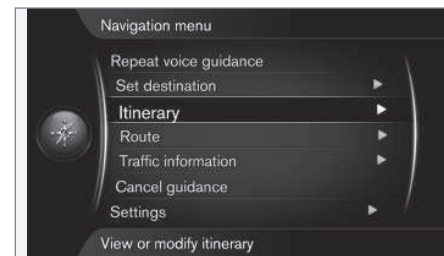 Navigation menu
Repeat voice guidance
Set destination
Itinerary
Route
Traffic information
Cancel guidance
Settings
View or modify itinerary